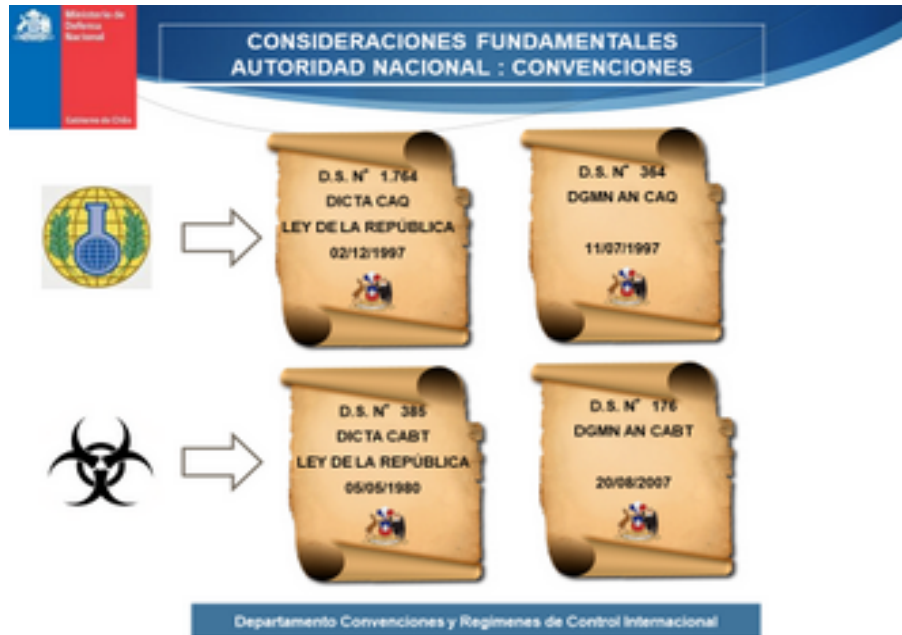 Ministerio de
Defensa
Nacional
Gobierno de Chile
CONSIDERACIONES FUNDAMENTALES
AUTORIDAD NACIONAL : CONVENCIONES
D.S. N° 1.764
DICTA CAQ
LEY DE LA REPÚBLICA
02/12/1997
D.S. N° 364
DGMN AN CAQ
11/07/1997
D.S. N° 385
DICTA CABT
LEY DE LA REPÚBLICA
05/05/1980
D.S. N° 176
DGMN AN CABT
20/08/2007
Departamento Convenciones y Regimenes de Control Internacional